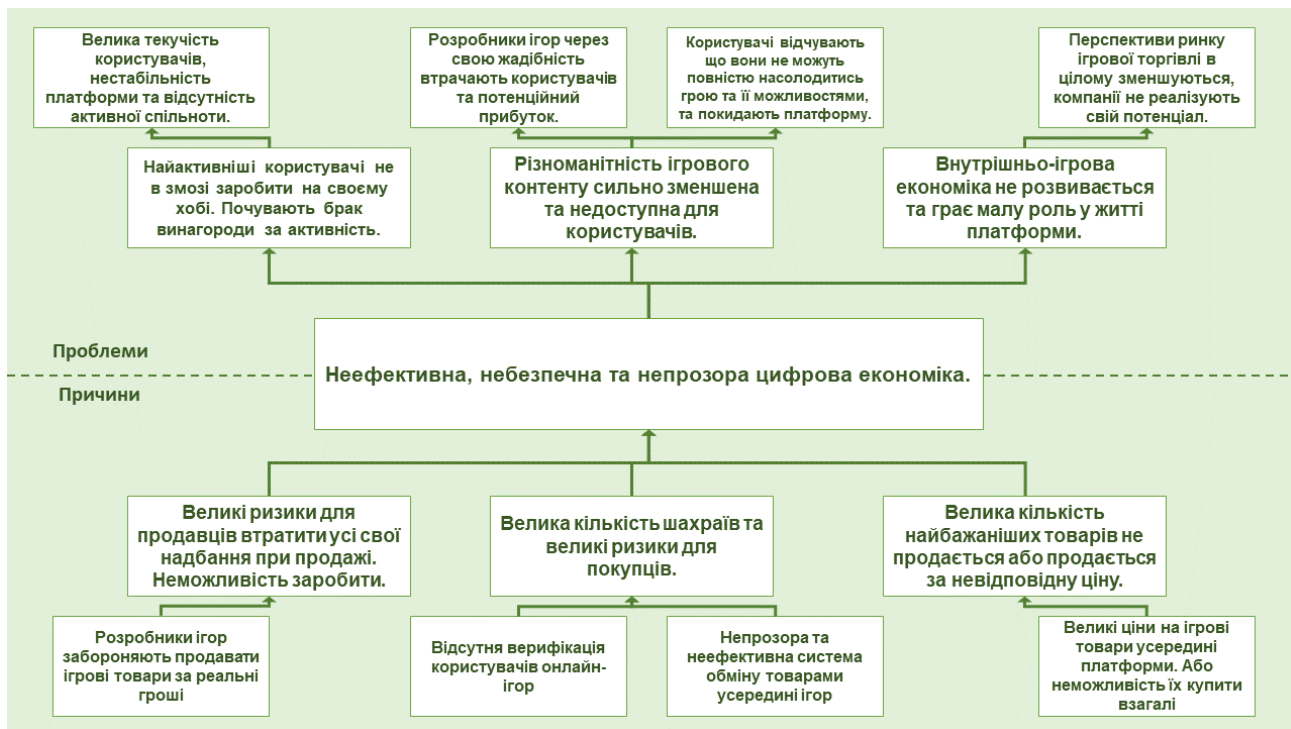 Велика текучість
користувачів,
нестабільність
платформи та відсутність
активної спільноти.
Розробники ігор через
свою жадібність
втрачають користувачів
та потенційний
прибуток.
Користувачі відчувають
що вони не можуть
повністю насолодитись
грою та її можливостями,
та покидають платформу.
Перспективи ринку
ігрової торгівлі в
цілому зменшуються,
компанії не реалізують
свій потенціал.
Найактивніші користувачі не
в змозі заробити на своєму
хобі. Почувають брак
винагороди за активність.
Різноманітність ігрового
контенту сильно зменшена
та недоступна для
користувачів.
Внутрішньо-ігрова
економіка не розвивається
та грає малу роль у житті
платформи.
Проблеми
Неефективна, небезпечна та непрозора цифрова економіка.
Причини
Великі ризики для
продавців втратити усі свої
надбання при продажі.
Неможливість заробити.
Велика кількість шахраїв та
великі ризики для
покупців.
Велика кількість
найбажаніших товарів не
продається або продається
за невідповідну ціну.
Розробники ігор
забороняють продавати
ігрові товари за реальні
гроші
Відсутня верифікація
користувачів онлайн-
ігор
Непрозора та
неефективна система
обміну товарами
усередині ігор
Великі ціни на ігрові
товари усередині
платформи. Або
неможливість їх купити
взагалі